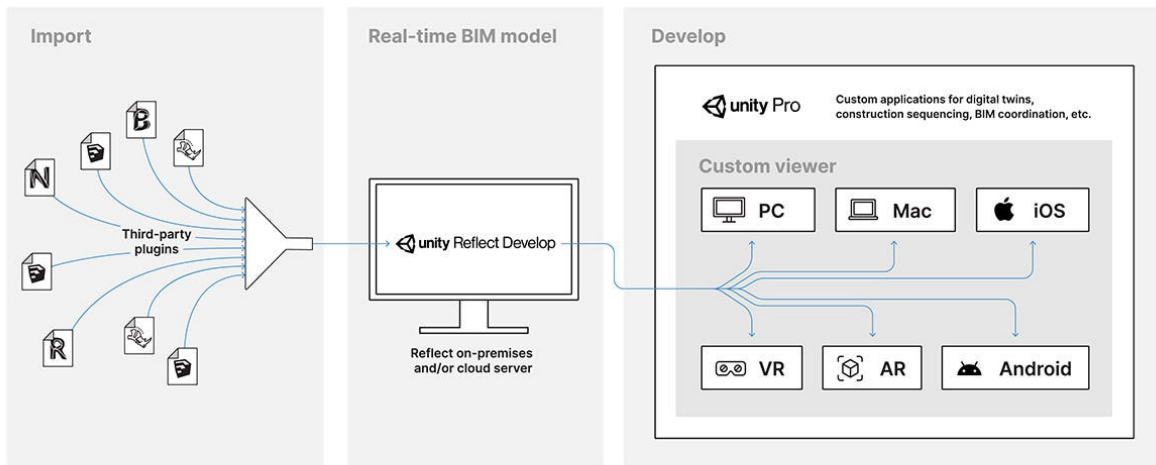 Import
B
N
Third-party
plugins
R
Real-time BIM model
unity Reflect Develop
Reflect on-premises
and/or cloud server
Develop
unity Pro
Custom applications for digital twins,
construction sequencing, BIM coordination, etc.
Custom viewer
PC
Mac
iOS
VR
AR
Android